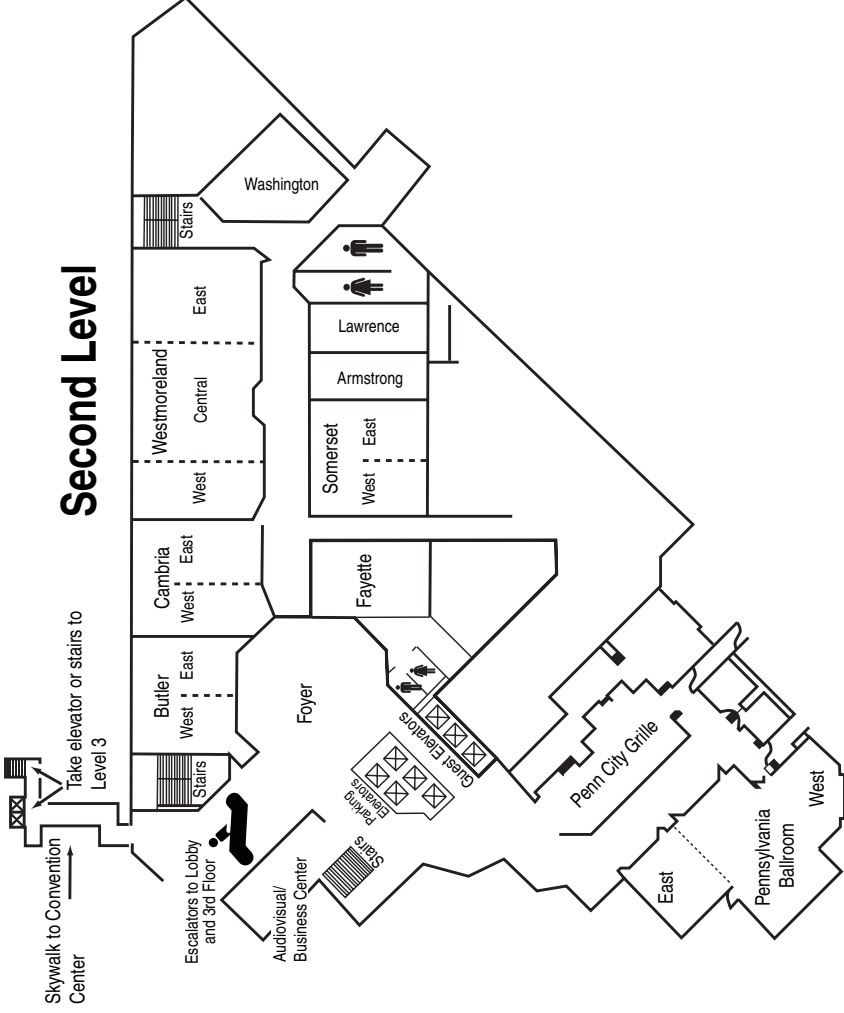 Second Level
Skywalk to Convention
Center
Take elevator or stairs to
Level 3
Escalators to Lobby
and 3rd Floor
Audiovisual/
Business Center
Stairs
Stairs
Butler
West
East
Cambria
West
East
Westmoreland
West
Central
East
Stairs
Washington
Foyer
Fayette
Somerset
West
East
Armstrong
Lawrence
Parking
Elevators
Guest Elevators
Penn City Grille
East
Pennsylvania
Ballroom
West